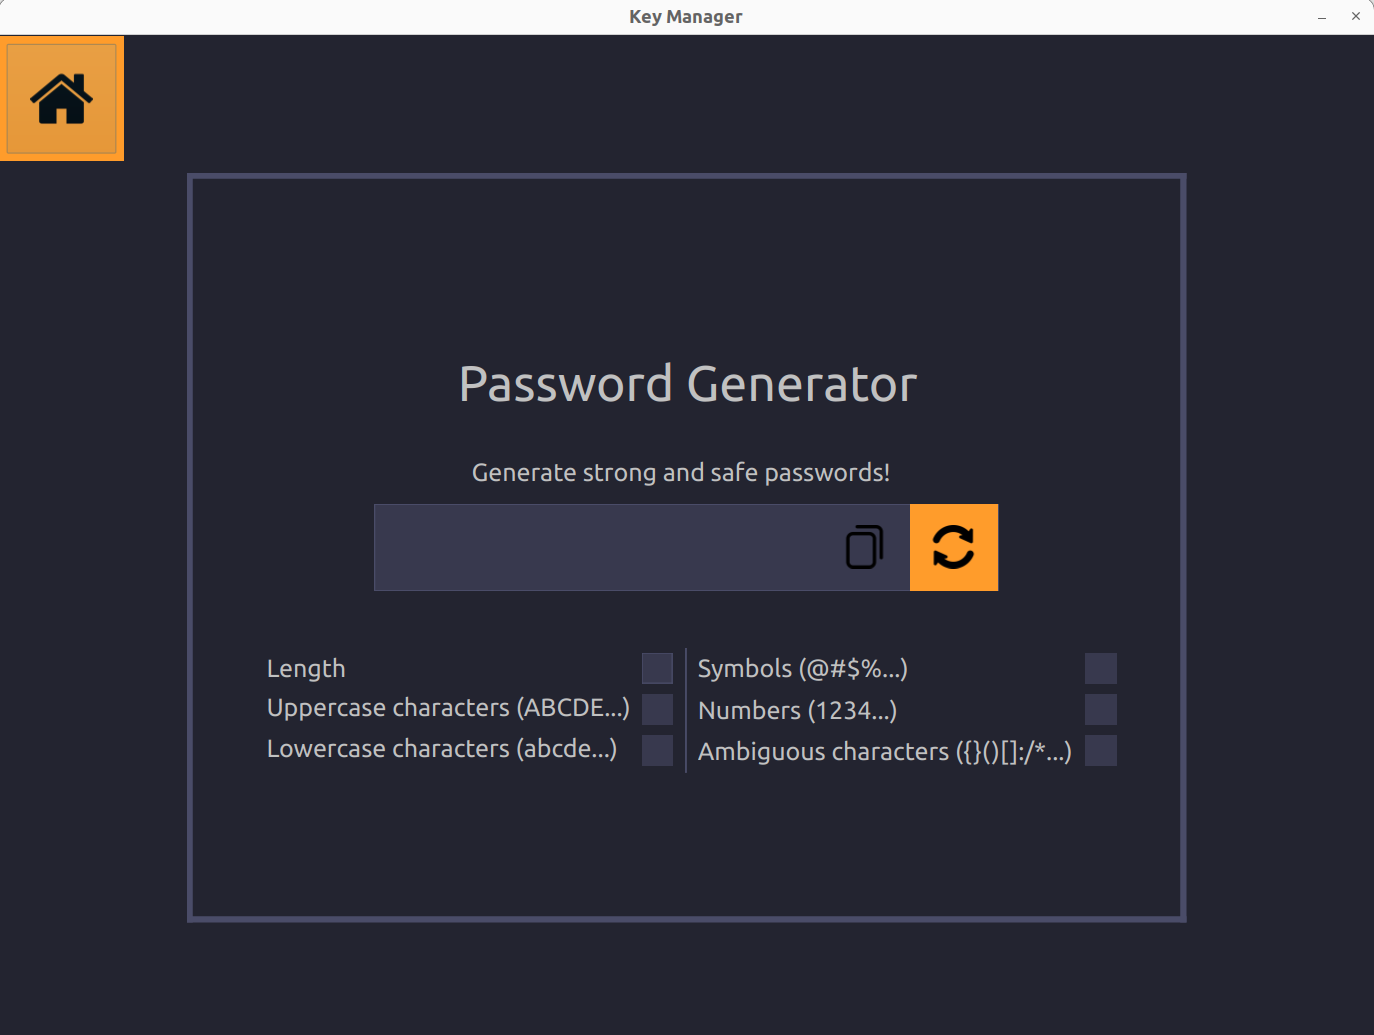 Key Manager
Password Generator
Generate strong and safe passwords!
Length
Uppercase characters (ABCDE...)
Lowercase characters (abcde...)
Symbols (@#$%...)
Numbers (1234...)
Ambiguous characters ({}()[]:/*...)